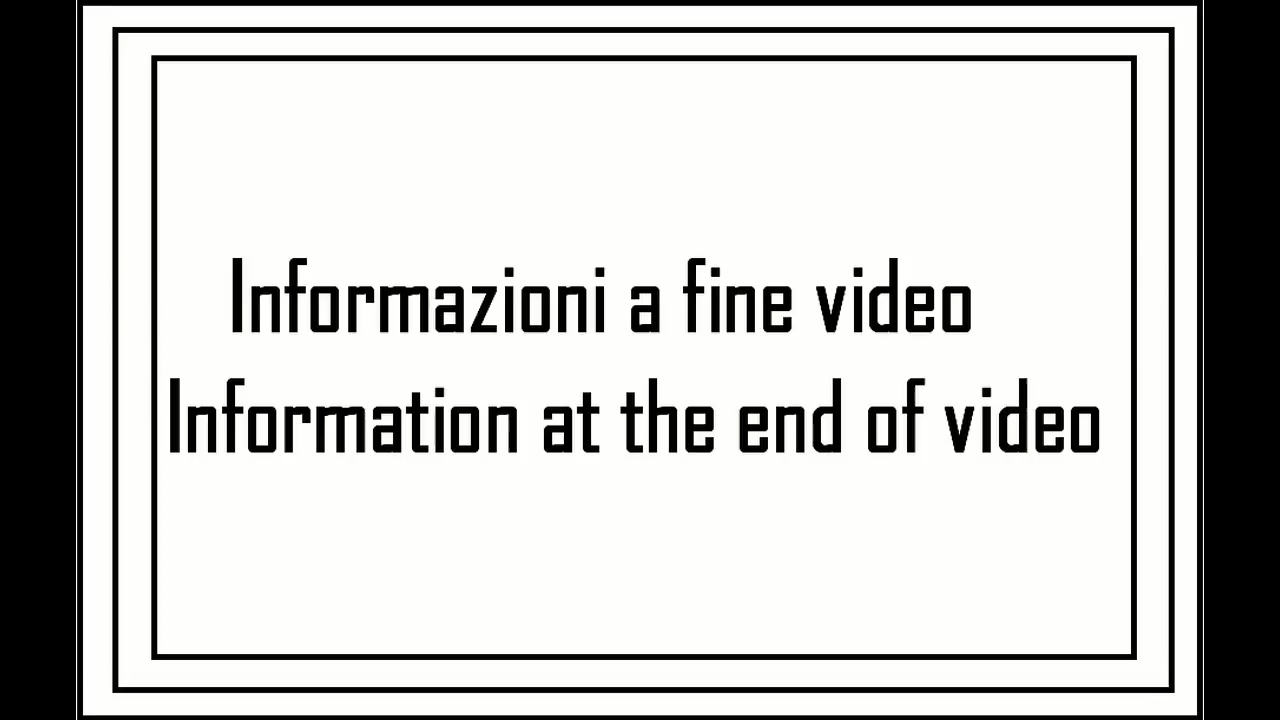 Informazioni a fine video
Information at the end of video